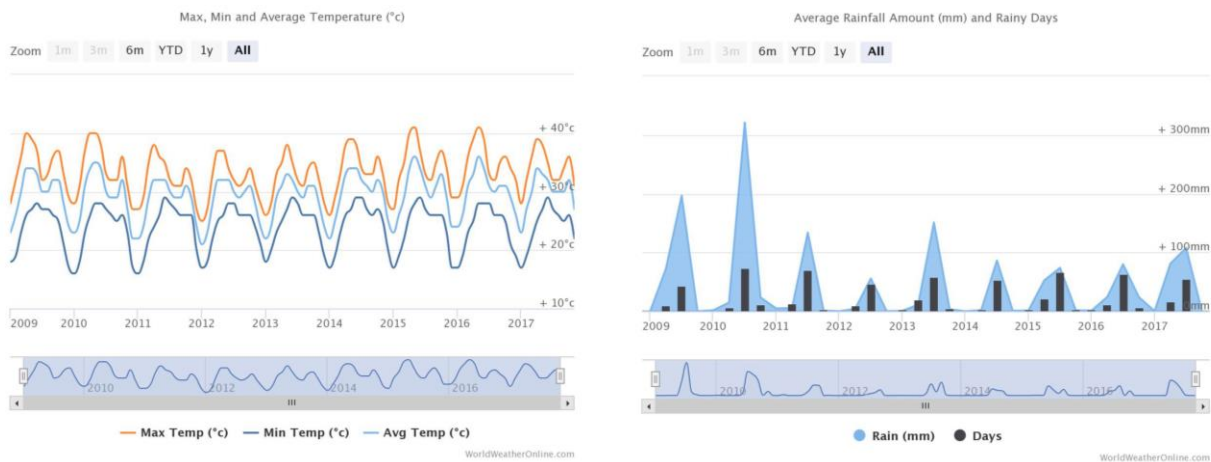 Max, Min and Average Temperature (°c)
Zoom 1m 3m 6m YTD 1y All
+ 40°c
+ 30°c
+ 20°c
+ 10°c
2009 2010 2011 2012 2013 2014 2015 2016 2017
2010 2012 2014 2016
Max Temp (°c) Min Temp (°c) Avg Temp (°c)
WorldWeatherOnline.com
Average Rainfall Amount (mm) and Rainy Days
Zoom 1m 3m 6m YTD 1y All
+ 300mm
+ 200mm
+ 100mm
0mm
2009 2010 2011 2012 2013 2014 2015 2016 2017
2010 2012 2014 2016
Rain (mm) Days
WorldWeatherOnline.com